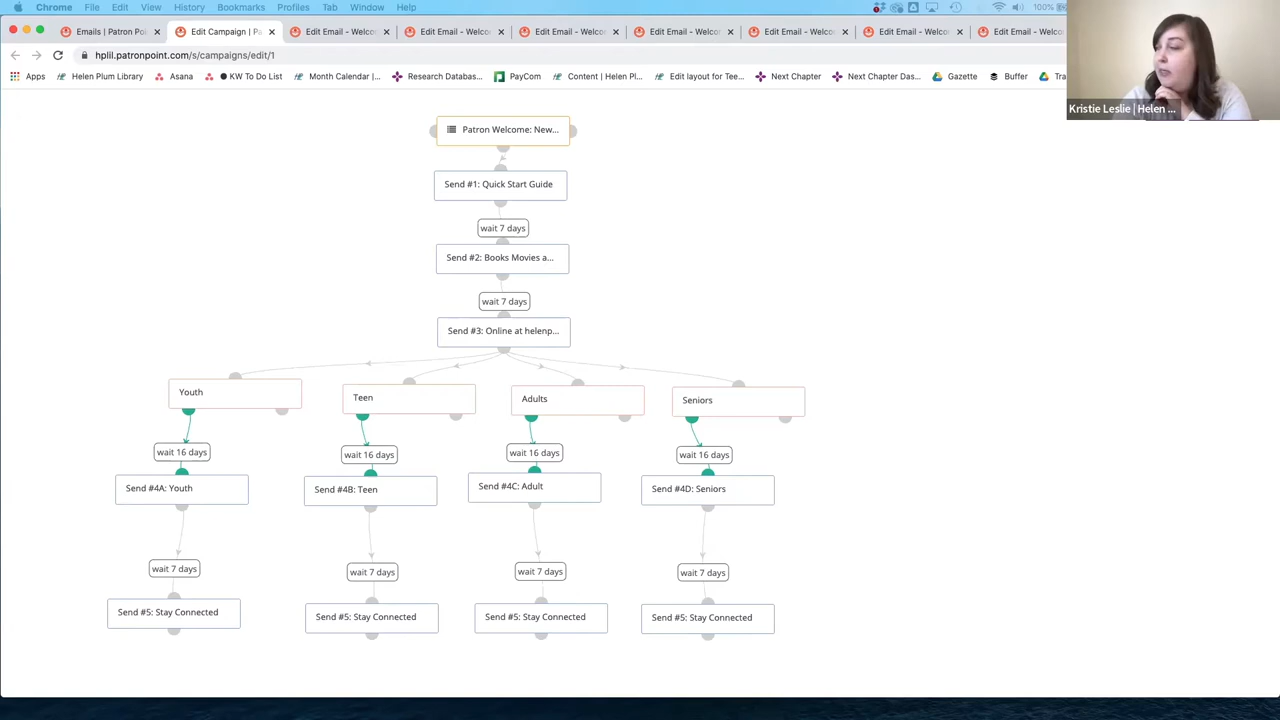 Chrome File Edit View History Bookmarks Profiles Tab Window Help 100%
Emails | Patron Po
Edit Campaign | Pa
Edit Email - Welco
Edit Email - Welco
Edit Email - Welco
Edit Email - Welco
Edit Email - Welco
Edit Email - Welco
Edit Email - Welco
hplil.patronpoint.com/s/campaigns/edit/1
Apps Helen Plum Library Asana KW To Do List Month Calendar |... Research Databas... PayCom Content | Helen Pl... Edit layout for Tee... Next Chapter Next Chapter Das... Gazette Buffer Tra
Kristie Leslie | Helen ...
Patron Welcome: New...
Send #1: Quick Start Guide
wait 7 days
Send #2: Books Movies a...
wait 7 days
Send #3: Online at helenp...
Youth Teen Adults Seniors
wait 16 days wait 16 days wait 16 days wait 16 days
Send #4A: Youth Send #4B: Teen Send #4C: Adult Send #4D: Seniors
wait 7 days wait 7 days wait 7 days wait 7 days
Send #5: Stay Connected Send #5: Stay Connected Send #5: Stay Connected Send #5: Stay Connected